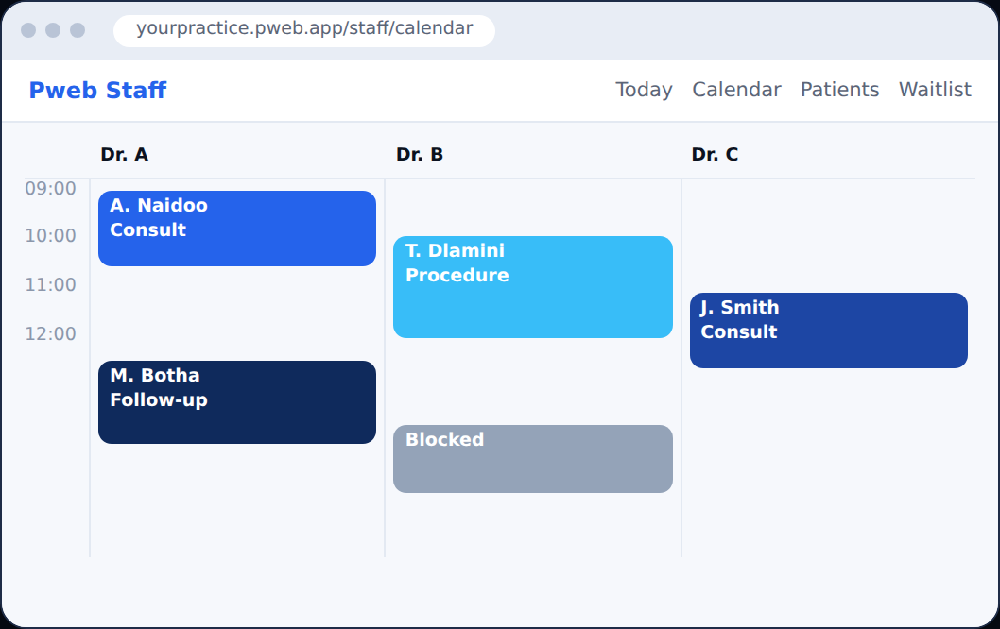 yourpractice.pweb.app/staff/calendar
Pweb Staff
Today Calendar Patients Waitlist
Dr. A
Dr. B
Dr. C
09:00
10:00
11:00
12:00
A. Naidoo
Consult
M. Botha
Follow-up
T. Dlamini
Procedure
Blocked
J. Smith
Consult